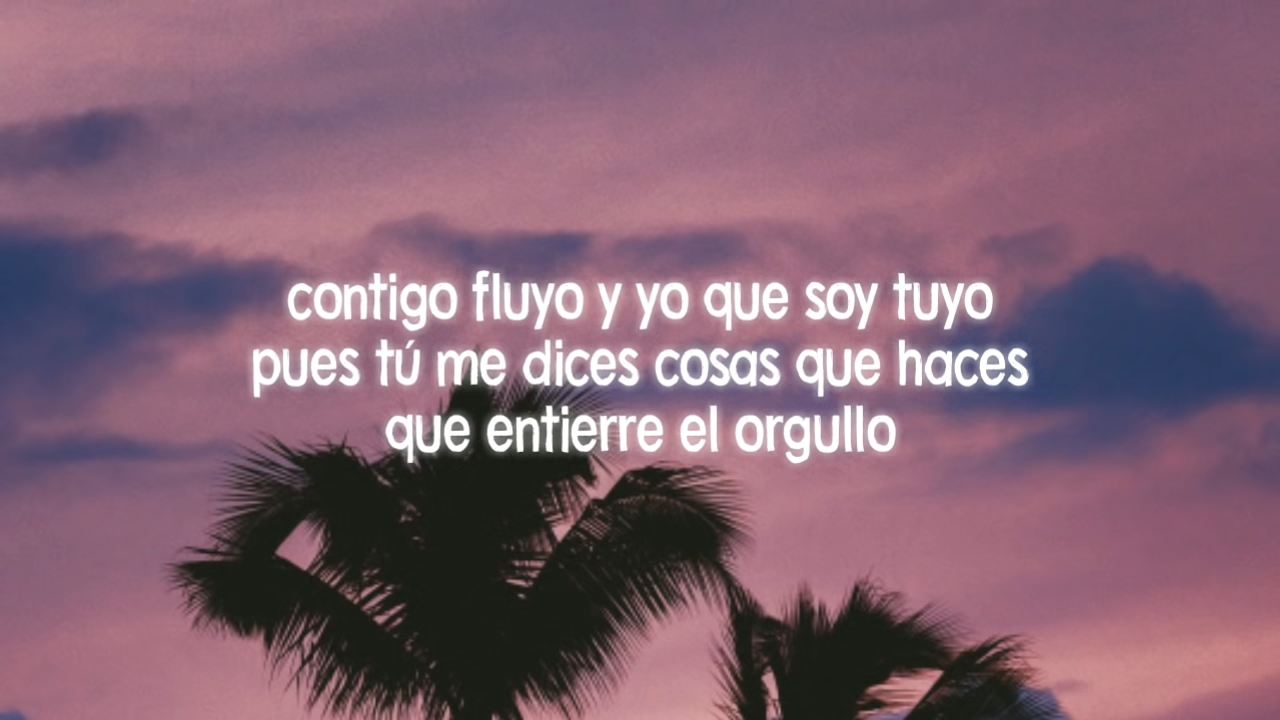 contigo fluyo y yo que soy tuyo
pues tú me dices cosas que haces
que entierre el orgullo